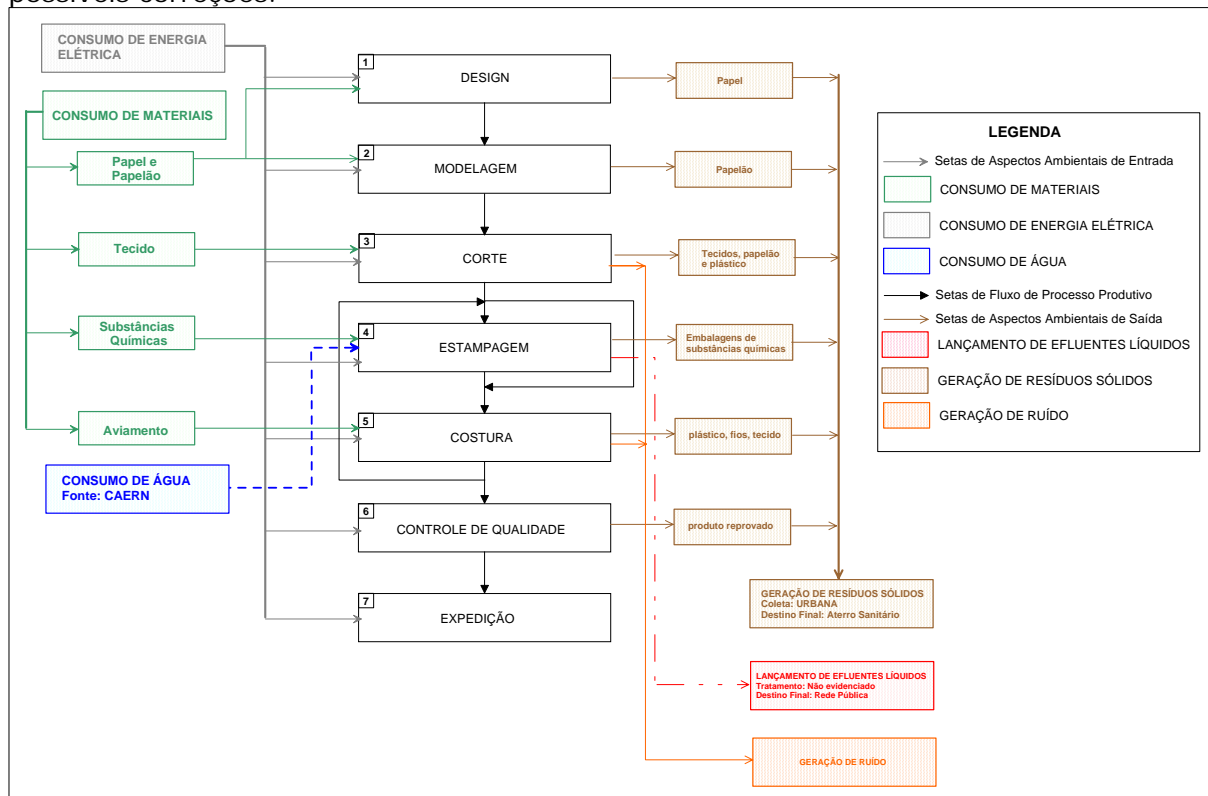 possíveis correções.
CONSUMO DE ENERGIA
ELÉTRICA
CONSUMO DE MATERIAIS
Papel e
Papelão
Tecido
Substâncias
Químicas
Aviamento
CONSUMO DE ÁGUA
Fonte: CAERN
1
DESIGN
2
MODELAGEM
3
CORTE
4
ESTAMPAGEM
5
COSTURA
6
CONTROLE DE QUALIDADE
7
EXPEDIÇÃO
Papel
Papelão
Tecidos, papelão
e plástico
Embalagens de
substâncias químicas
plástico, fios, tecido
produto reprovado
GERAÇÃO DE RESÍDUOS SÓLIDOS
Coleta: URBANA
Destino Final: Aterro Sanitário
LANÇAMENTO DE EFLUENTES LÍQUIDOS
Tratamento: Não evidenciado
Destino Final: Rede Pública
GERAÇÃO DE RUÍDO
LEGENDA
Setas de Aspectos Ambientais de Entrada
CONSUMO DE MATERIAIS
CONSUMO DE ENERGIA ELÉTRICA
CONSUMO DE ÁGUA
Setas de Fluxo de Processo Produtivo
Setas de Aspectos Ambientais de Saída
LANÇAMENTO DE EFLUENTES LÍQUIDOS
GERAÇÃO DE RESÍDUOS SÓLIDOS
GERAÇÃO DE RUÍDO